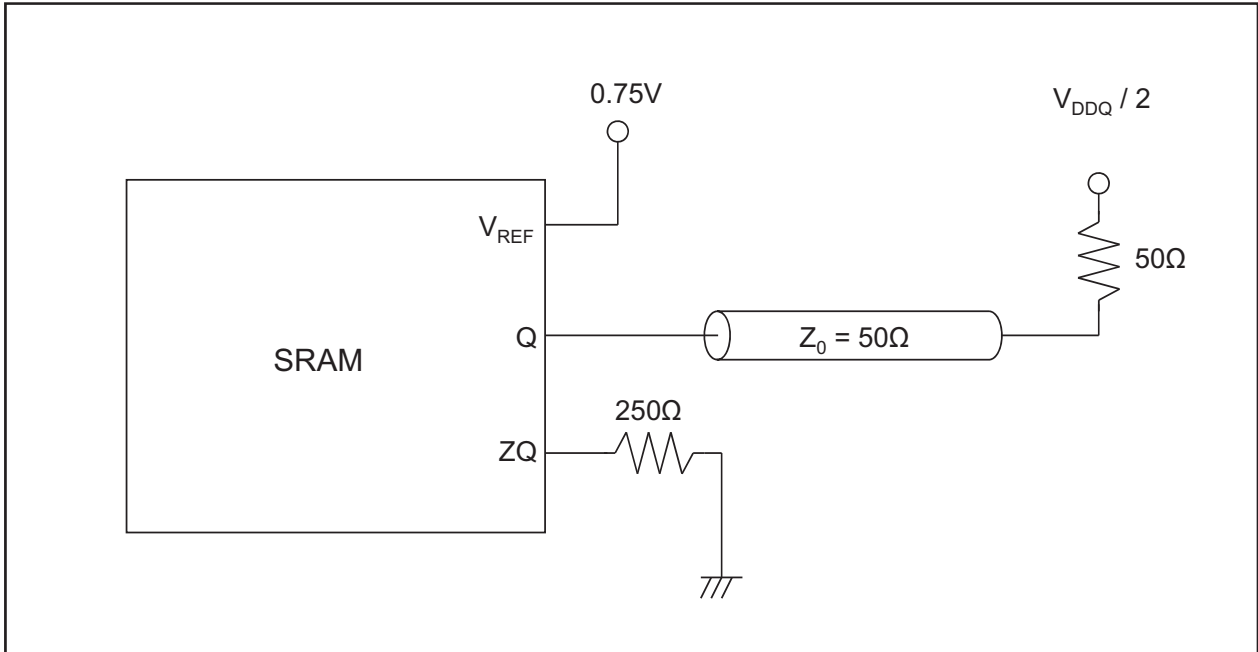 0.75V
V_DDQ / 2
V_REF
50Ω
Q
Z_0 = 50Ω
SRAM
250Ω
ZQ